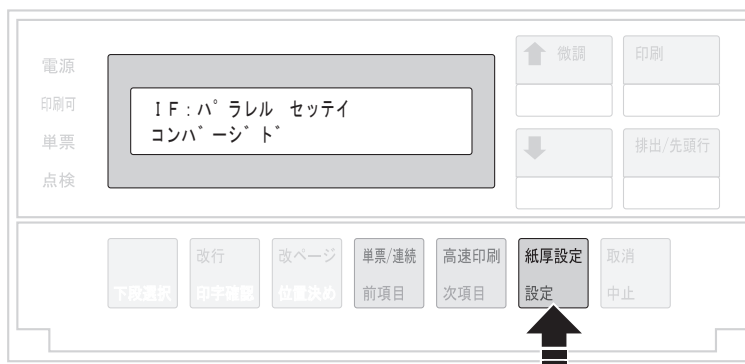 電源
印刷可
単票
点検
IF:パラレル セッテイ
コンバージド
微調
印刷
排出/先頭行
改行
改ページ
単票/連続
高速印刷
紙厚設定
取消
下段選択
印字確認
位置決め
前項目
次項目
設定
中止